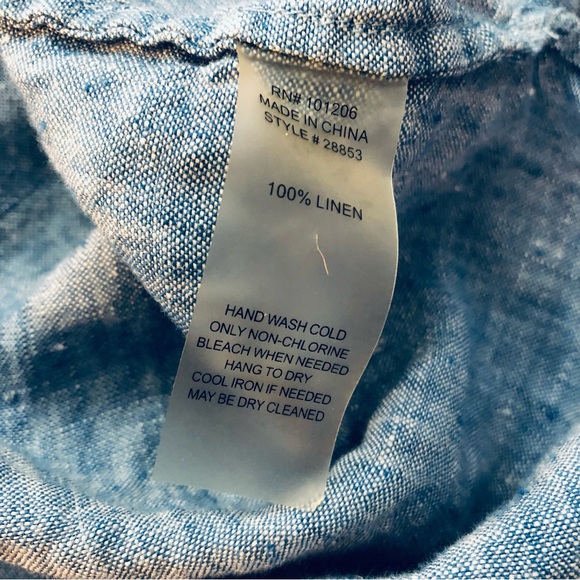 RN# 101206
MADE IN CHINA
STYLE # 28853
100% LINEN
HAND WASH COLD
ONLY NON-CHLORINE
BLEACH WHEN NEEDED
HANG TO DRY
COOL IRON IF NEEDED
MAY BE DRY CLEANED